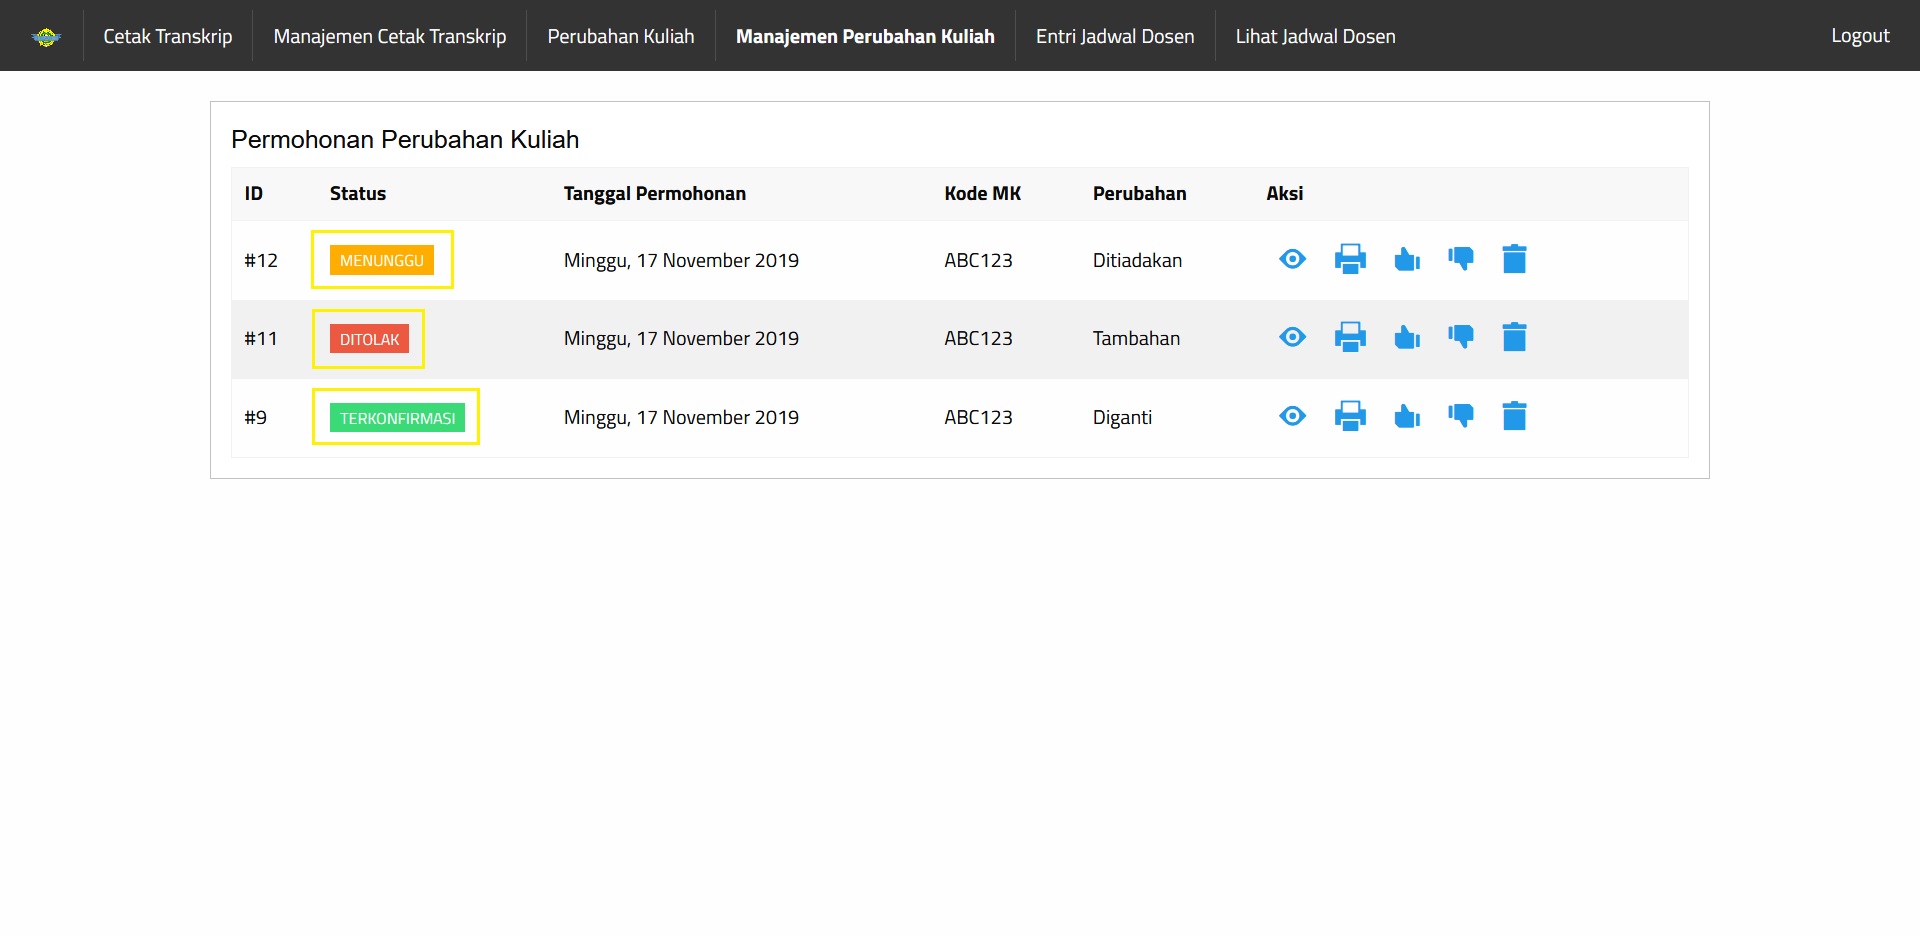 Cetak Transkrip Manajemen Cetak Transkrip Perubahan Kuliah Manajemen Perubahan Kuliah Entri Jadwal Dosen Lihat Jadwal Dosen Logout
Permohonan Perubahan Kuliah
ID Status Tanggal Permohonan Kode MK Perubahan Aksi
#12 MENUNGGU Minggu, 17 November 2019 ABC123 Ditiadakan
#11 DITOLAK Minggu, 17 November 2019 ABC123 Tambahan
#9 TERKONFIRMASI Minggu, 17 November 2019 ABC123 Diganti